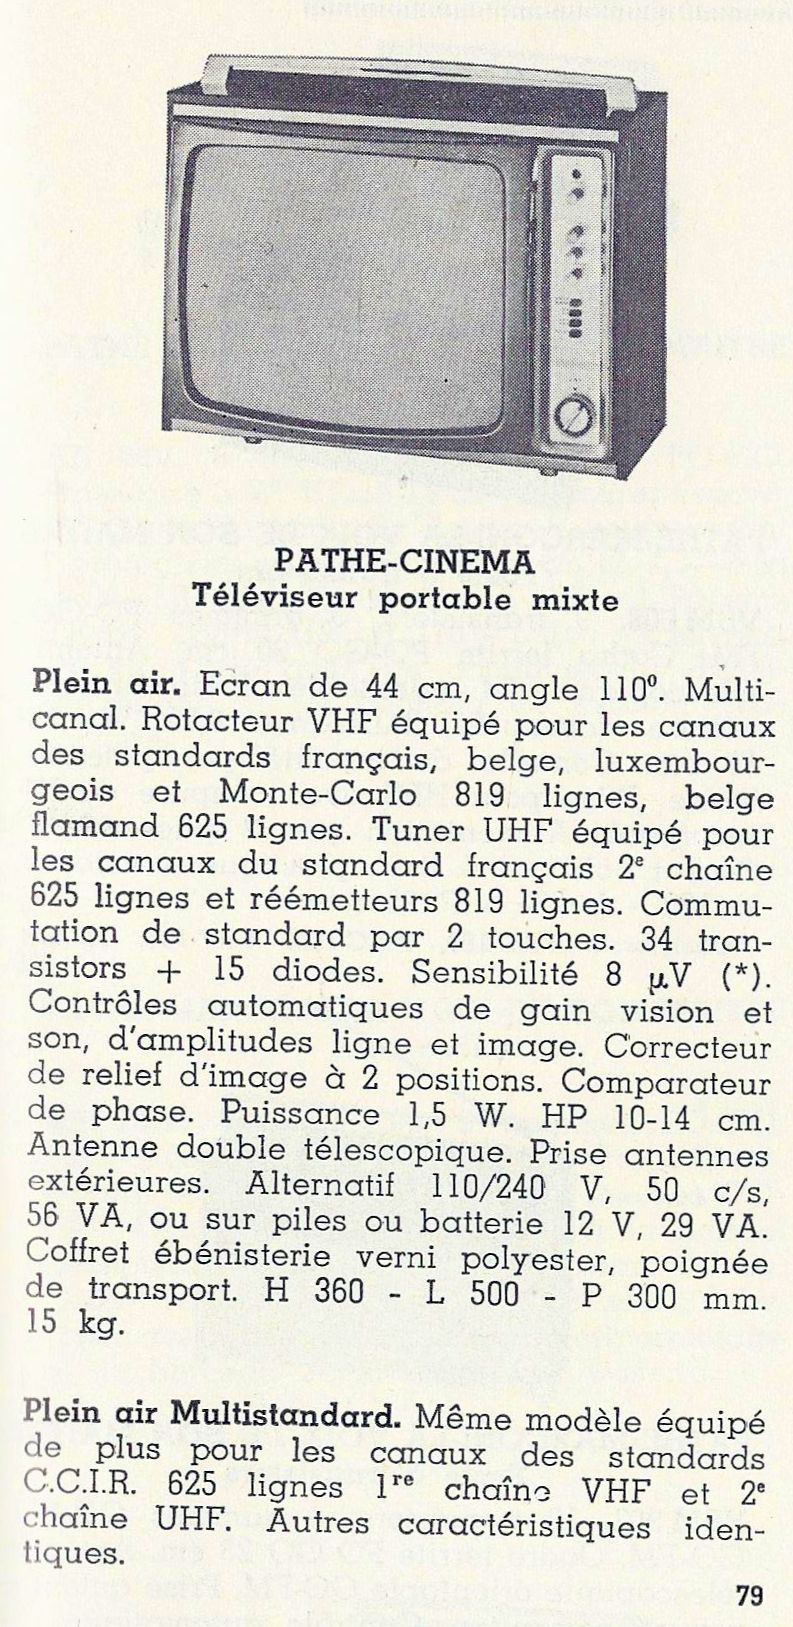 PATHE-CINEMA
Téléviseur portable mixte
Plein air. Ecran de 44 cm, angle 110°. Multi-
canal. Rotacteur VHF équipé pour les canaux
des standards français, belge, luxembour-
geois et Monte-Carlo 819 lignes, belge
flamand 625 lignes. Tuner UHF équipé pour
les canaux du standard français 2e chaîne
625 lignes et réémetteurs 819 lignes. Commu-
tation de standard par 2 touches. 34 tran-
sistors + 15 diodes. Sensibilité 8 µV (*).
Contrôles automatiques de gain vision et
son, d'amplitudes ligne et image. Correcteur
de relief d'image à 2 positions. Comparateur
de phase. Puissance 1,5 W. HP 10-14 cm.
Antenne double télescopique. Prise antennes
extérieures. Alternatif 110/240 V, 50 c/s,
56 VA, ou sur piles ou batterie 12 V, 29 VA.
Coffret ébénisterie verni polyester, poignée
de transport. H 360 - L 500 - P 300 mm.
15 kg.
Plein air Multistandard. Même modèle équipé
de plus pour les canaux des standards
C.C.I.R. 625 lignes 1re chaîne VHF et 2e
chaîne UHF. Autres caractéristiques iden-
tiques.
79